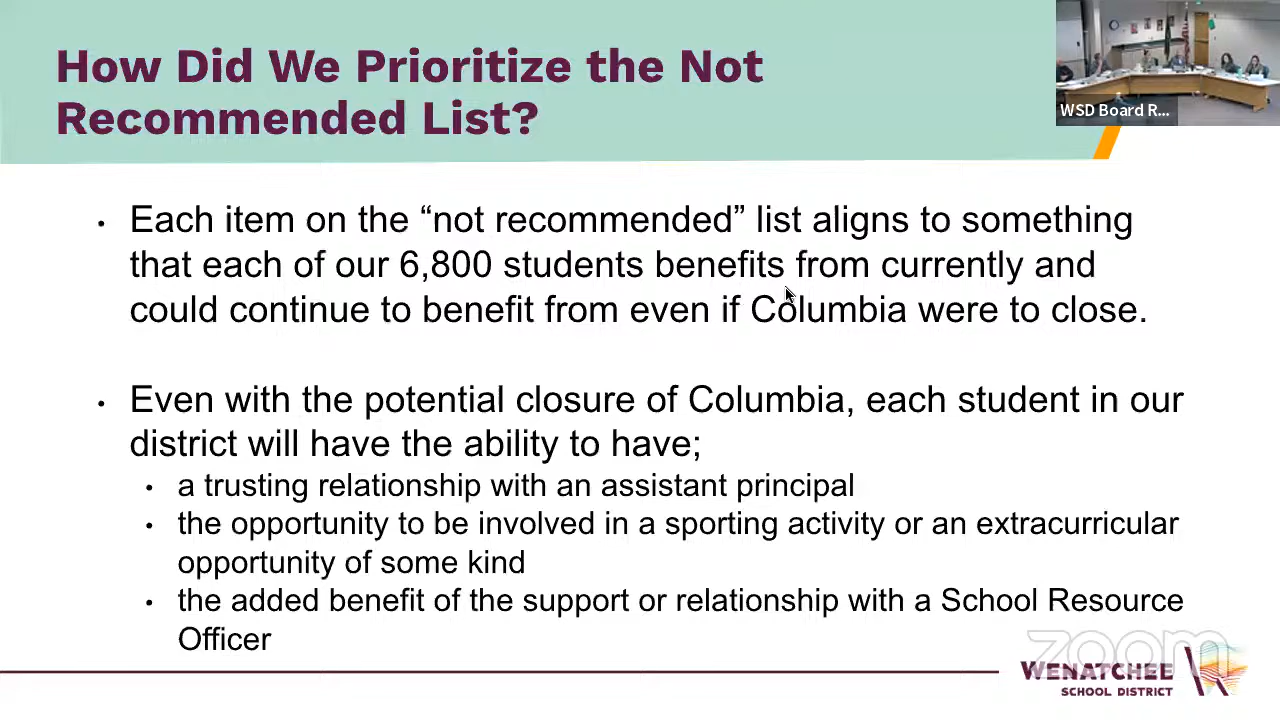 How Did We Prioritize the Not
Recommended List?
WSD Board R...
• Each item on the “not recommended” list aligns to something
that each of our 6,800 students benefits from currently and
could continue to benefit from even if Columbia were to close.
• Even with the potential closure of Columbia, each student in our
district will have the ability to have;
• a trusting relationship with an assistant principal
• the opportunity to be involved in a sporting activity or an extracurricular
opportunity of some kind
• the added benefit of the support or relationship with a School Resource
Officer
zoom
WENATCHEE
SCHOOL DISTRICT